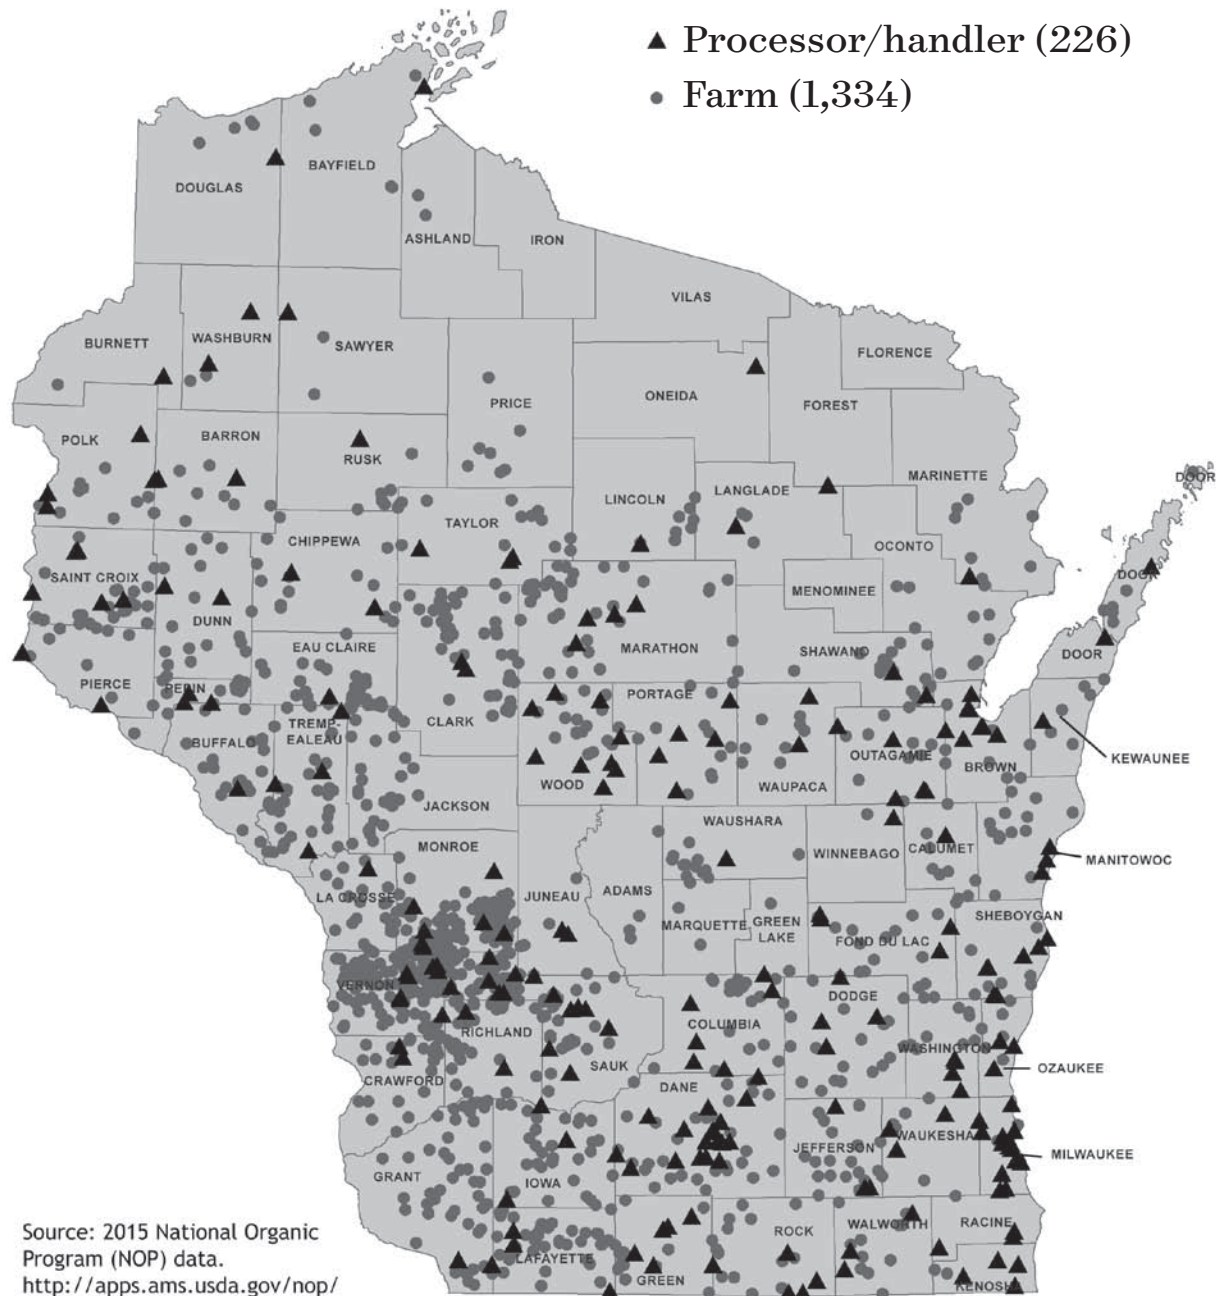 Processor/handler (226)
Farm (1,334)
BAYFIELD
DOUGLAS
ASHLAND
IRON
VILAS
BURNETT
WASHBURN
SAWYER
FLORENCE
ONEIDA
FOREST
PRICE
POLK
BARRON
RUSK
MARINETTE
DOOR
LINCOLN
LANGLADE
TAYLOR
CHIPPEWA
OCONTO
SAINT CROIX
DOOR
MENOMINEE
DUNN
EAU CLAIRE
MARATHON
SHAWANO
DOOR
PIERCE
PEPIN
PORTAGE
TREMP-
EALEAU
CLARK
BUFFALO
OUTAGAMIE
KEWAUNEE
BROWN
WOOD
WAUPACA
JACKSON
WAUSHARA
MONROE
WINNEBAGO
CALUMET
MANITOWOC
LA CROSSE
JUNEAU
ADAMS
MARQUETTE
GREEN
LAKE
SHEBOYGAN
FOND DU LAC
VERNON
DODGE
RICHLAND
COLUMBIA
WASHINGTON
SAUK
OZAUKEE
CRAWFORD
DANE
WAUKESHA
JEFFERSON
MILWAUKEE
GRANT
IOWA
ROCK
WALWORTH
RACINE
LAFAYETTE
GREEN
KENOSHA
Source: 2015 National Organic
Program (NOP) data.
http://apps.ams.usda.gov/nop/